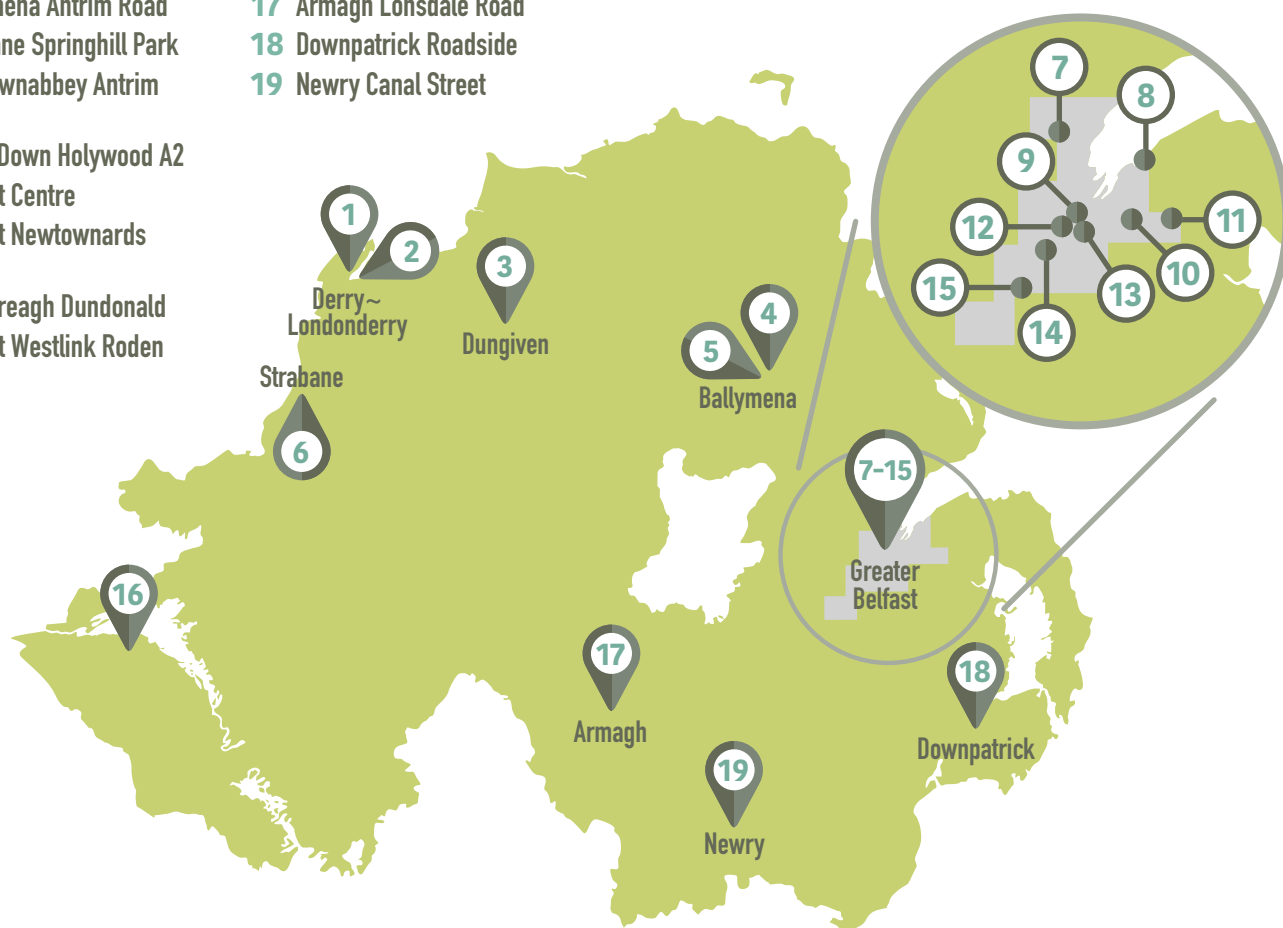 ena Antrim Road
ne Springhill Park
wnabbey Antrim
Down Holywood A2
t Centre
t Newtownards
reagh Dundonald
t Westlink Roden
17 Armagh Lonsdale Road
18 Downpatrick Roadside
19 Newry Canal Street
1
2
3
Derry~
Londonderry
Dungiven
4
5
Ballymena
Strabane
6
7-15
Greater
Belfast
16
17
Armagh
18
Downpatrick
19
Newry
7
8
9
11
12
10
15
13
14